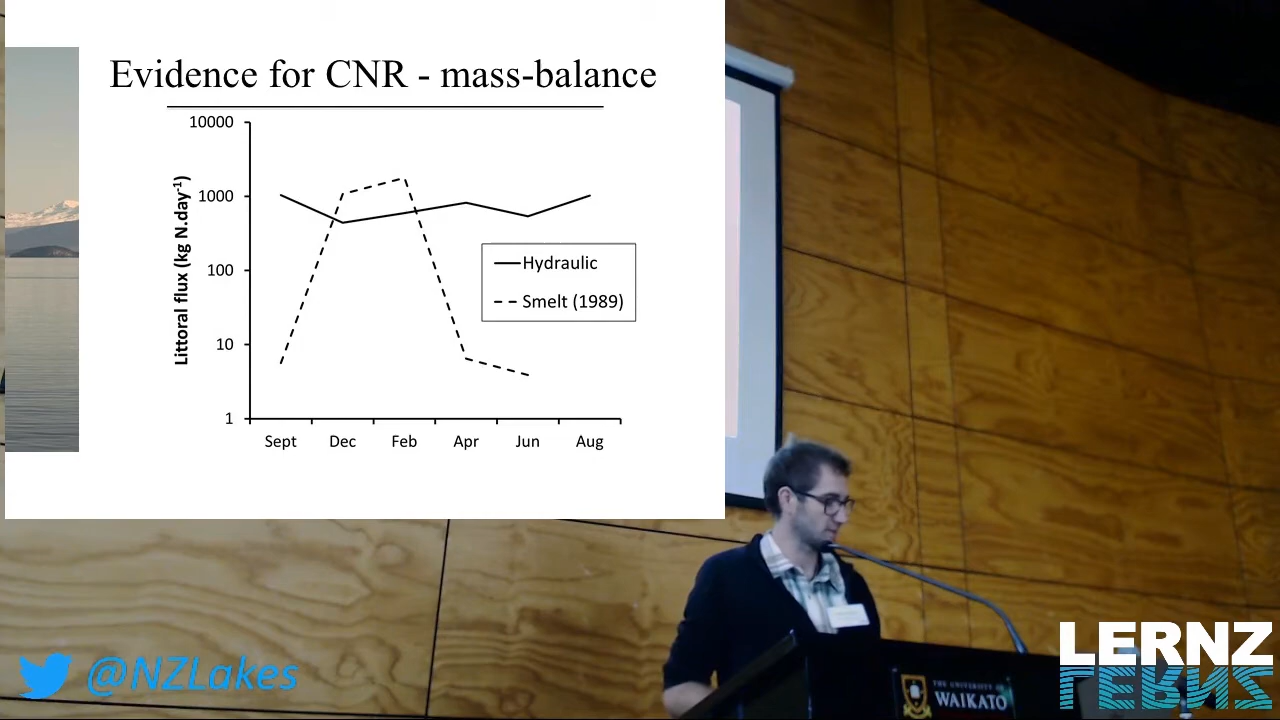 Evidence for CNR - mass-balance
10000
1000
100
10
1
Littoral flux (kg N.day-1)
Hydraulic
Smelt (1989)
Sept Dec Feb Apr Jun Aug
@NZLakes
THE UNIVERSITY OF
WAIKATO
LERNZ